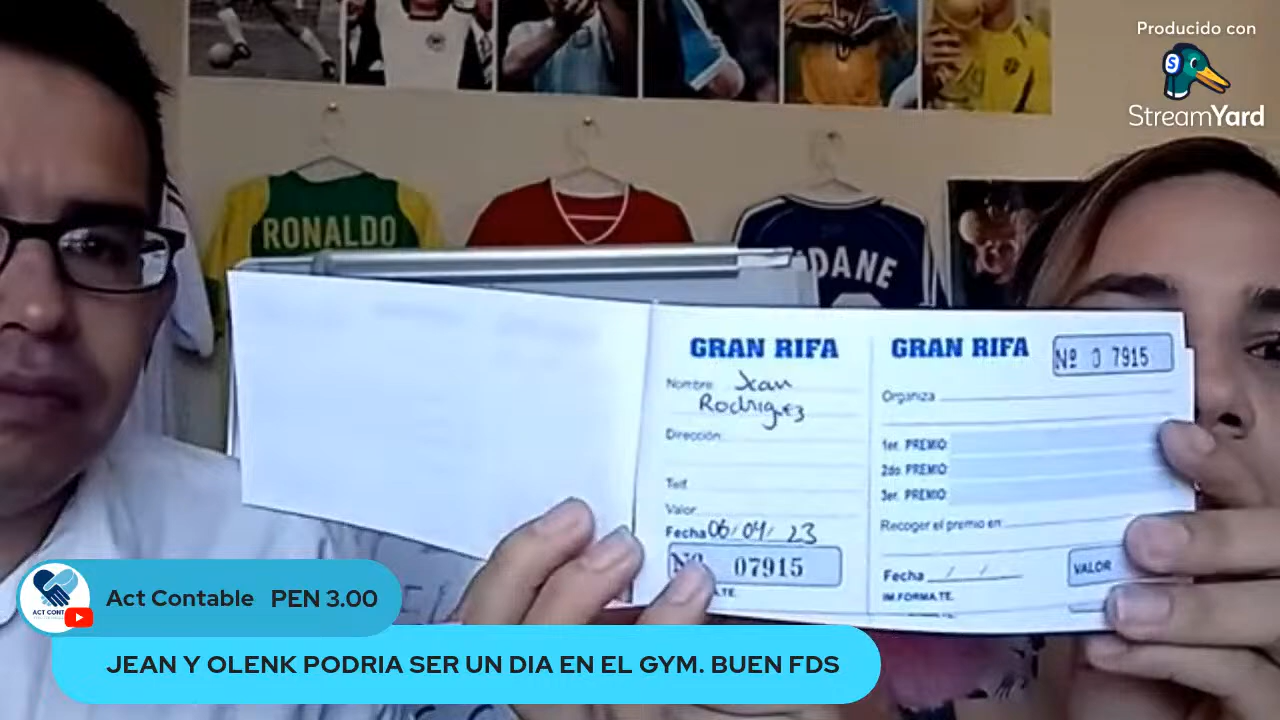 Producido con
StreamYard
RONALDO
DANE
GRAN RIFA
Nombre Jean
Rodriguez
Dirección:
Telf
Valor
Fecha 06/04/23
Nº 07915
GRAN RIFA
Nº 0 7915
Organiza
1er. PREMIO
2do. PREMIO
3er. PREMIO
Recoger el premio en:
Fecha / /
VALOR
IM.FORMA.TE.
Act Contable PEN 3.00
JEAN Y OLENK PODRIA SER UN DIA EN EL GYM. BUEN FDS